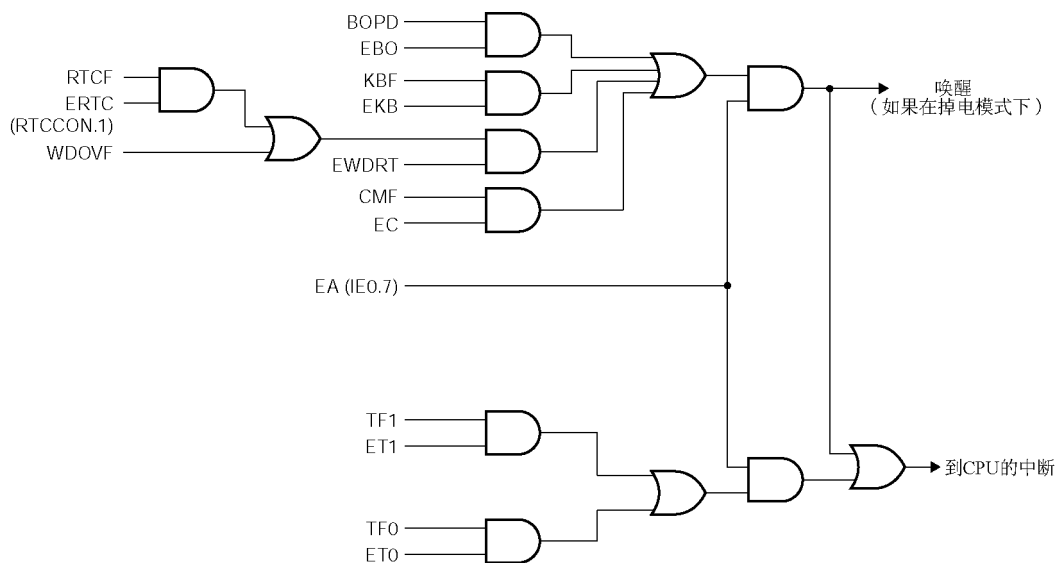 BOPD
EBO
RTCF
ERTC
(RTCCON.1)
WDOVF
KBF
EKB
EWDRT
CMF
EC
唤醒
(如果在掉电模式下)
EA (IE0.7)
TF1
ET1
TF0
ET0
到CPU的中断